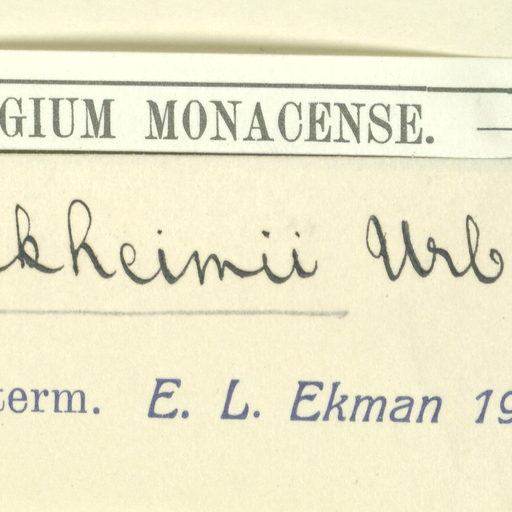 GIUM MONACENSE. —
kheimii Urb
term. E. L. Ekman 19